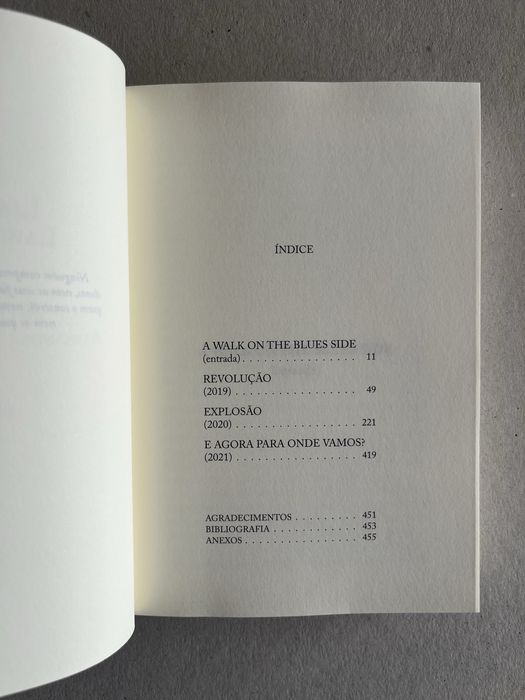 ÍNDICE
A WALK ON THE BLUES SIDE
(entrada) . . . . . . . . . . . . . . . . 11
REVOLUÇÃO
(2019) . . . . . . . . . . . . . . . . . 49
EXPLOSÃO
(2020) . . . . . . . . . . . . . . . . . 221
E AGORA PARA ONDE VAMOS?
(2021) . . . . . . . . . . . . . . . . . 419
AGRADECIMENTOS . . . . . . . . . 451
BIBLIOGRAFIA . . . . . . . . . . . . 453
ANEXOS . . . . . . . . . . . . . . . . 455